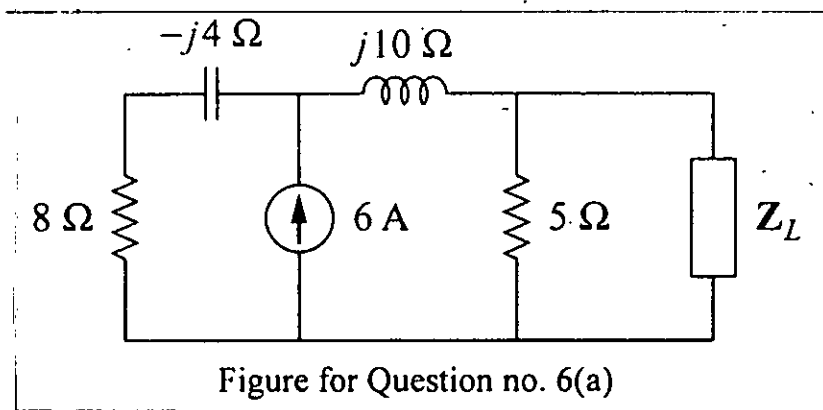 −j4 Ω
j10 Ω
8 Ω
6 A
5 Ω
Z_L
Figure for Question no. 6(a)